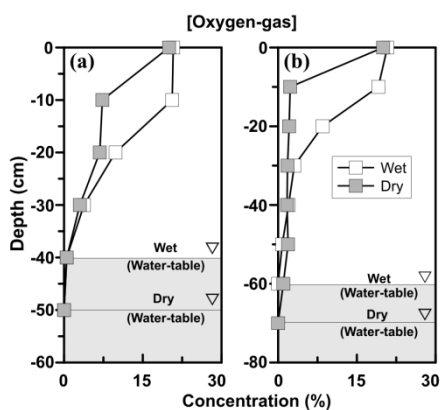 [Oxygen-gas]
(a)
(b)
0
-10
-20
-30
-40
-50
-60
0
-20
-40
-60
-80
Depth (cm)
Wet
Dry
Wet
(Water-table)
Dry
(Water-table)
Wet
(Water-table)
Dry
(Water-table)
0 15 30 0 15 30
Concentration (%)